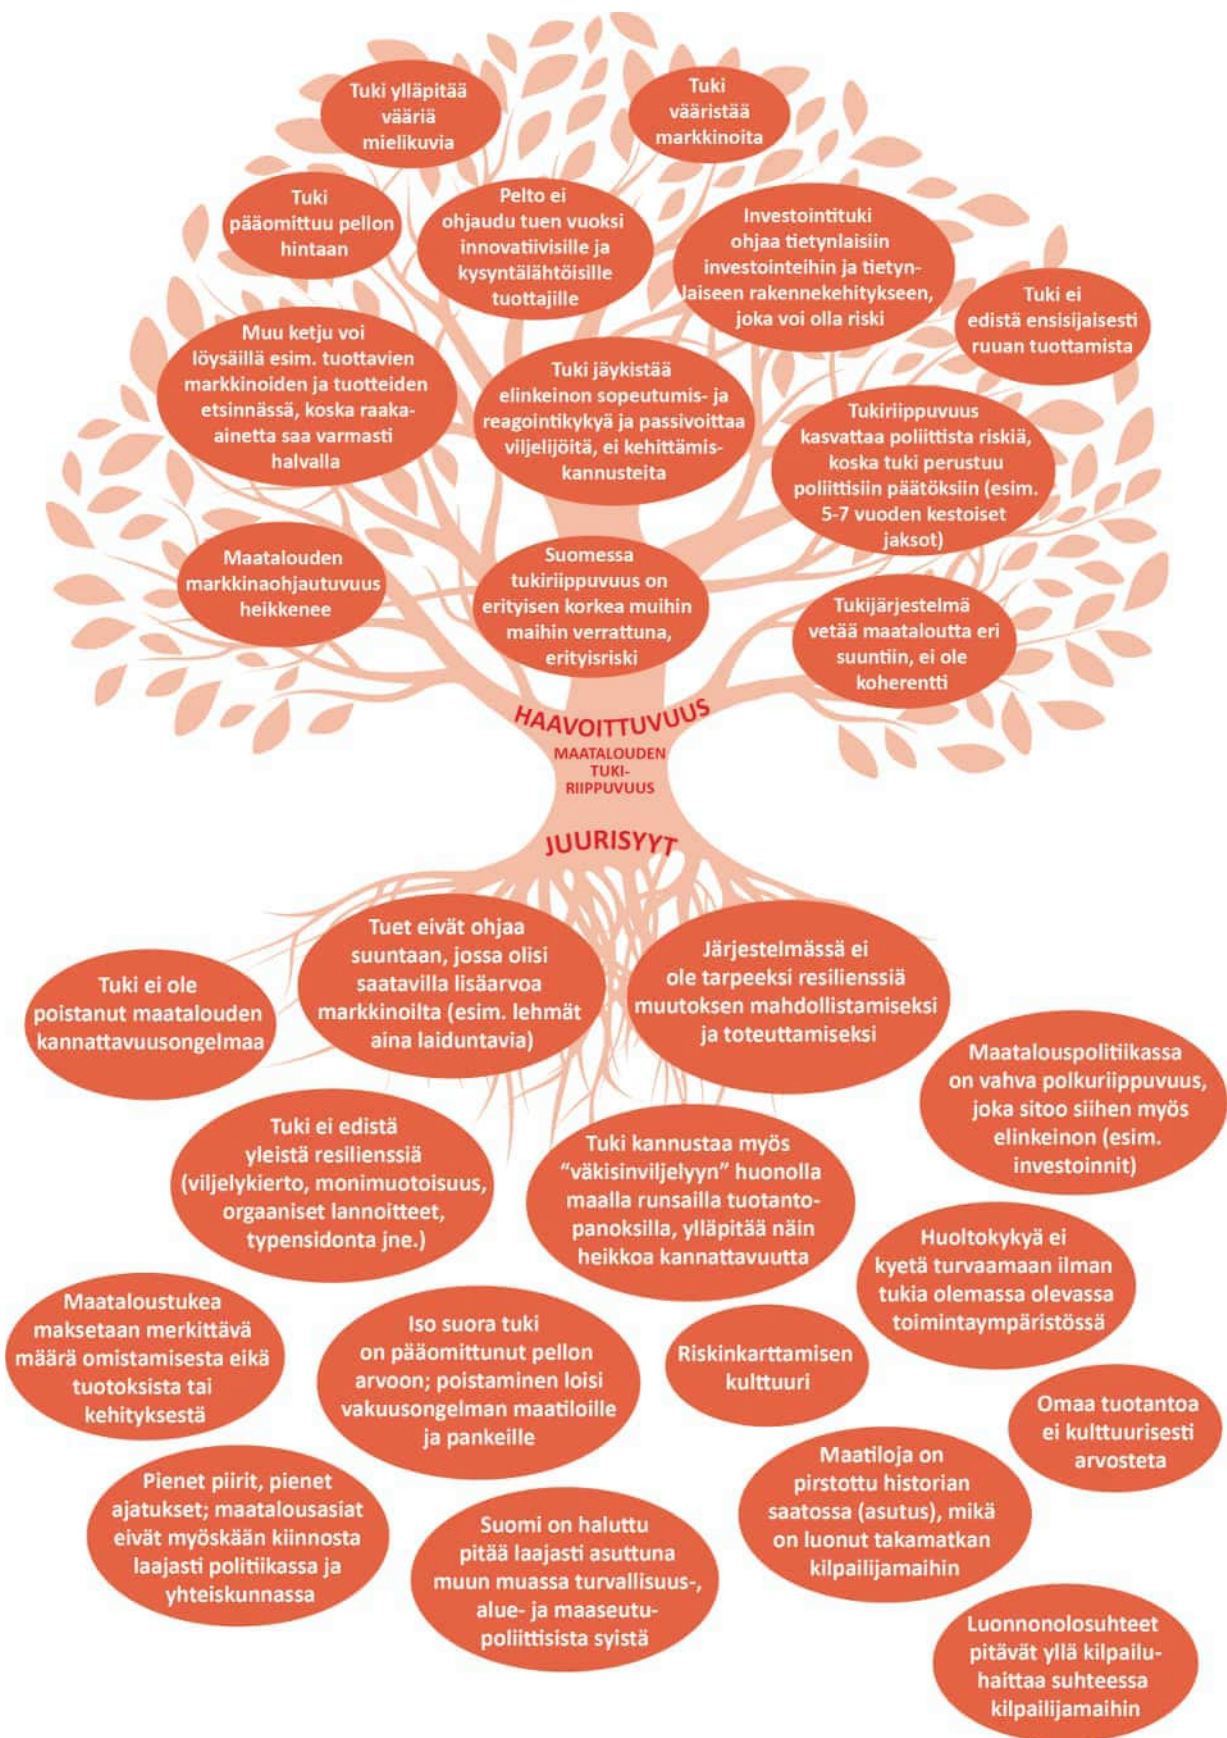 Tuki ylläpitää
vääriä
mielikuvia
Tuki
vääristää
markkinoita
Tuki
pääomittuu pellon
hintaan
Pelto ei
ohjaudu tuen vuoksi
innovatiivisille ja
kysyntälähtöisille
tuottajille
Investointituki
ohjaa tietynlaisiin
investointeihin ja tietyn-
laiseen rakennekehitykseen,
joka voi olla riski
Tuki ei
edistä ensisijaisesti
ruuan tuottamista
Muu ketju voi
löysäillä esim. tuottavien
markkinoiden ja tuotteiden
etsinnässä, koska raaka-
ainetta saa varmasti
halvalla
Tuki jäykistää
elinkeinon sopeutumis- ja
reagointikykyä ja passivoittaa
viljelijöitä, ei kehittämis-
kannusteita
Tukiriippuvuus
kasvattaa poliittista riskiä,
koska tuki perustuu
poliittisiin päätöksiin (esim.
5-7 vuoden kestoiset
jaksot)
Maatalouden
markkinaohjautuvuus
heikkenee
Suomessa
tukiriippuvuus on
erityisen korkea muihin
maihin verrattuna,
erityisriski
Tukijärjestelmä
vetää maataloutta eri
suuntiin, ei ole
koherentti
HAAVOITTUVUUS
MAATALOUDEN
TUKI-
RIIPPUVUUS
JUURISYYT
Tuki ei ole
poistanut maatalouden
kannattavuusongelmaa
Tuet eivät ohjaa
suuntaan, jossa olisi
saatavilla lisäarvoa
markkinoilta (esim. lehmät
aina laiduntavia)
Järjestelmässä ei
ole tarpeeksi resilienssiä
muutoksen mahdollistamiseksi
ja toteuttamiseksi
Maatalouspolitiikassa
on vahva polkuriippuvuus,
joka sitoo siihen myös
elinkeinon (esim.
investoinnit)
Tuki ei edistä
yleistä resilienssiä
(viljelykierto, monimuotoisuus,
orgaaniset lannoitteet,
typensidonta jne.)
Tuki kannustaa myös
"väkisinviljelyyn" huonolla
maalla runsailla tuotanto-
panoksilla, ylläpitää näin
heikkoa kannattavuutta
Huoltokykyä ei
kyetä turvaamaan ilman
tukia olemassa olevassa
toimintaympäristössä
Maataloustukea
maksetaan merkittävä
määrä omistamisesta eikä
tuotoksista tai
kehityksestä
Iso suora tuki
on pääomittunut pellon
arvoon; poistaminen loisi
vakuusongelman maatiloille
ja pankeille
Riskinkarttamisen
kulttuuri
Omaa tuotantoa
ei kulttuurisesti
arvosteta
Pienet piirit, pienet
ajatukset; maatalousasiat
eivät myöskään kiinnosta
laajasti politiikassa ja
yhteiskunnassa
Suomi on haluttu
pitää laajasti asuttuna
muun muassa turvallisuus-,
alue- ja maaseutu-
poliittisista syistä
Maatiloja on
pirstottu historian
saatossa (asutus), mikä
on luonut takamatkan
kilpailijamaihin
Luonnonolosuhteet
pitävät yllä kilpailu-
haittaa suhteessa
kilpailijamaihin